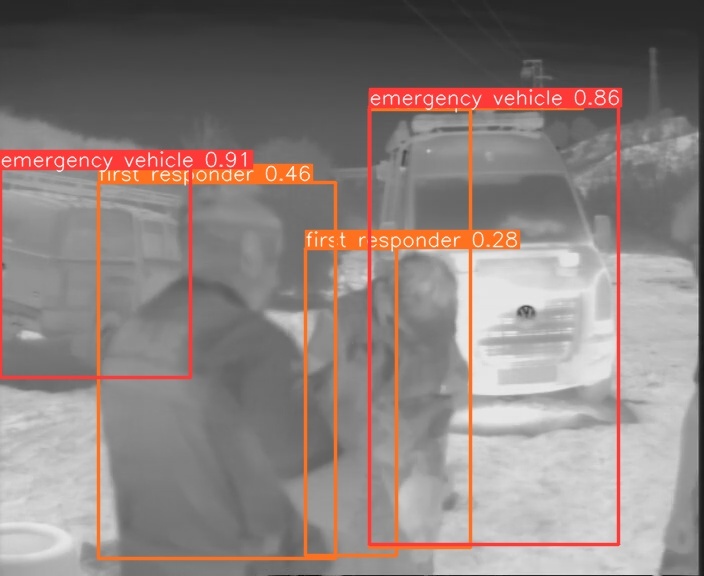 emergency vehicle 0.86
emergency vehicle 0.91
first responder 0.46
first responder 0.28